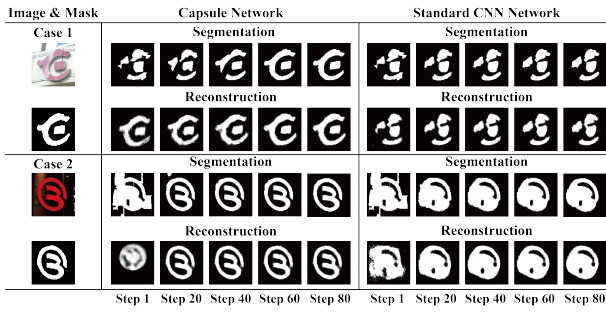 Image & Mask Capsule Network Standard CNN Network
Case 1 Segmentation Segmentation
Reconstruction Reconstruction
Case 2 Segmentation Segmentation
Reconstruction Reconstruction
Step 1 Step 20 Step 40 Step 60 Step 80 Step 1 Step 20 Step 40 Step 60 Step 80